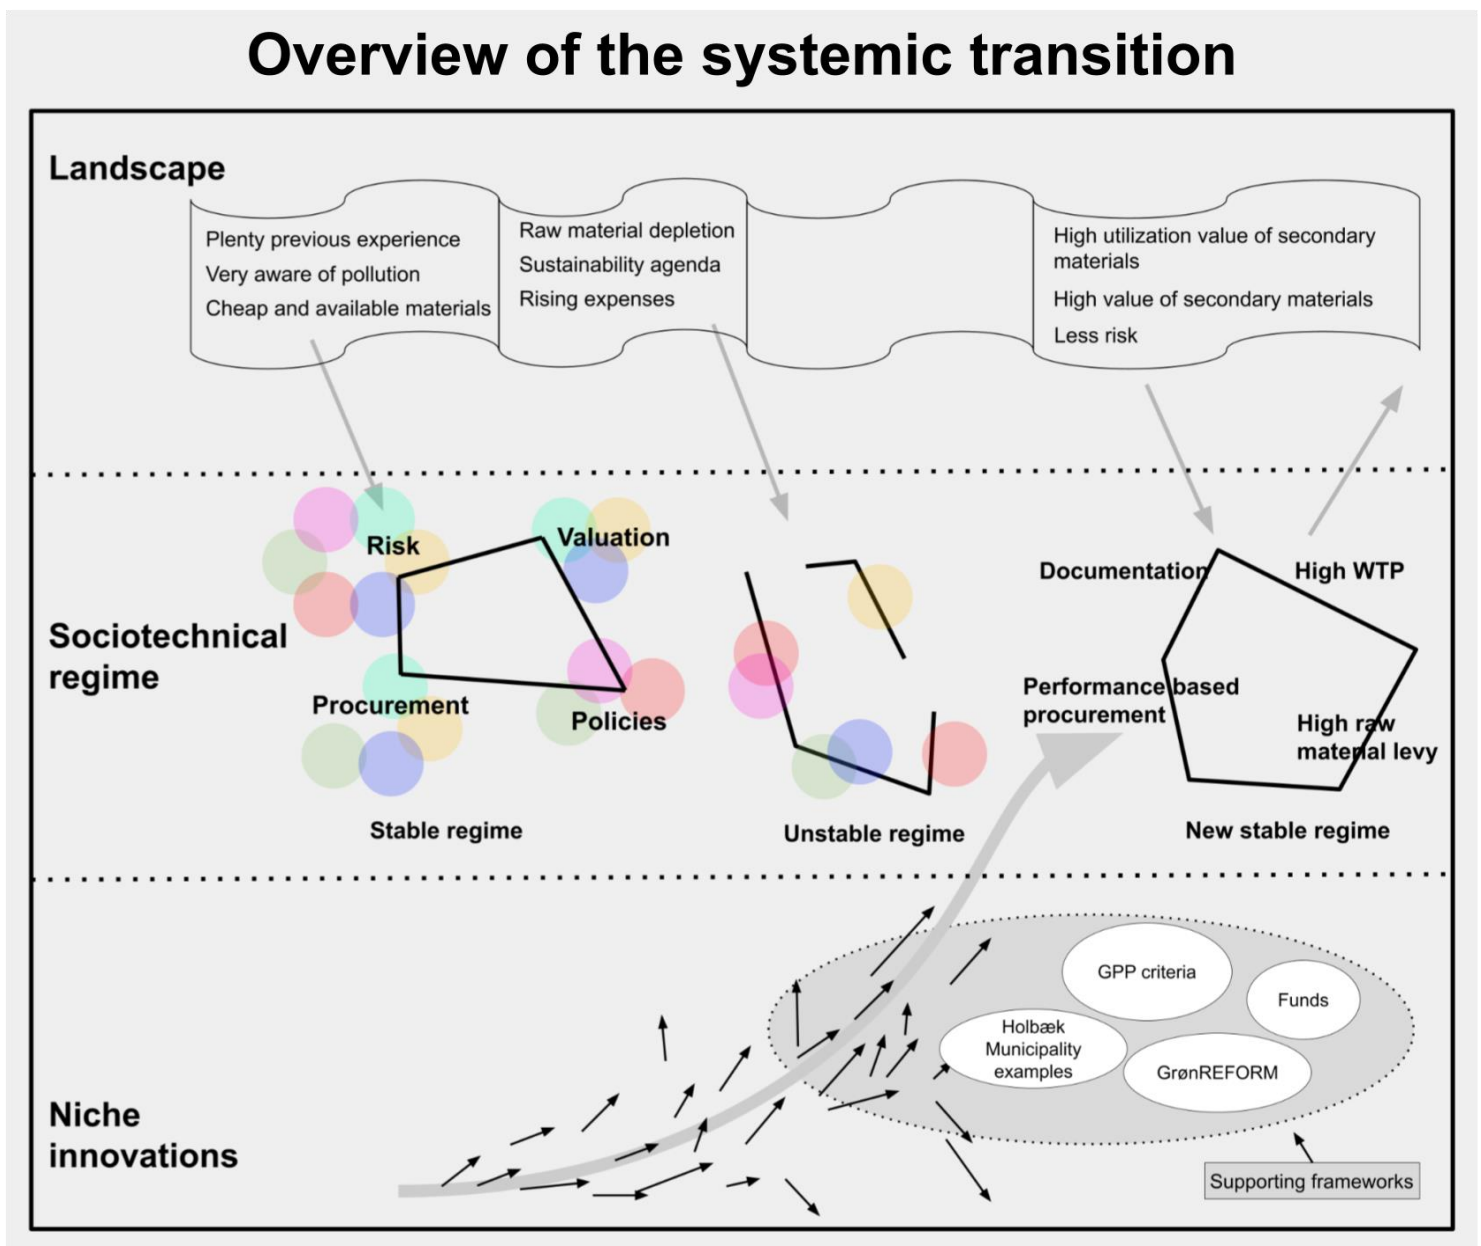 Overview of the systemic transition
Landscape
Plenty previous experience
Very aware of pollution
Cheap and available materials
Raw material depletion
Sustainability agenda
Rising expenses
High utilization value of secondary
materials
High value of secondary materials
Less risk
Sociotechnical
regime
Risk
Valuation
Procurement
Policies
Stable regime
Unstable regime
Documentation
High WTP
Performance based
procurement
High raw
material levy
New stable regime
Niche
innovations
GPP criteria
Funds
Holbæk
Municipality
examples
GrønREFORM
Supporting frameworks